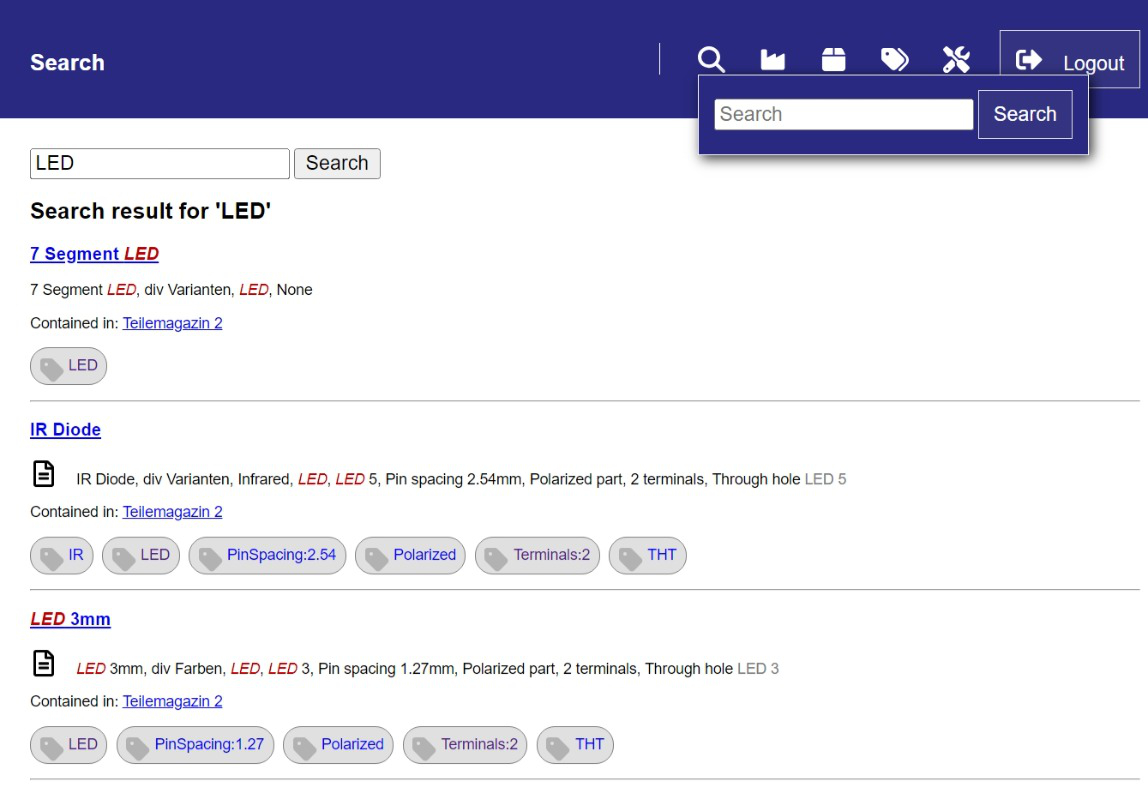 Search
Logout
Search
Search
LED
Search
Search result for 'LED'
7 Segment LED
7 Segment LED, div Varianten, LED, None
Contained in: Teilemagazin 2
LED
IR Diode
IR Diode, div Varianten, Infrared, LED, LED 5, Pin spacing 2.54mm, Polarized part, 2 terminals, Through hole LED 5
Contained in: Teilemagazin 2
IR LED PinSpacing:2.54 Polarized Terminals:2 THT
LED 3mm
LED 3mm, div Farben, LED, LED 3, Pin spacing 1.27mm, Polarized part, 2 terminals, Through hole LED 3
Contained in: Teilemagazin 2
LED PinSpacing:1.27 Polarized Terminals:2 THT